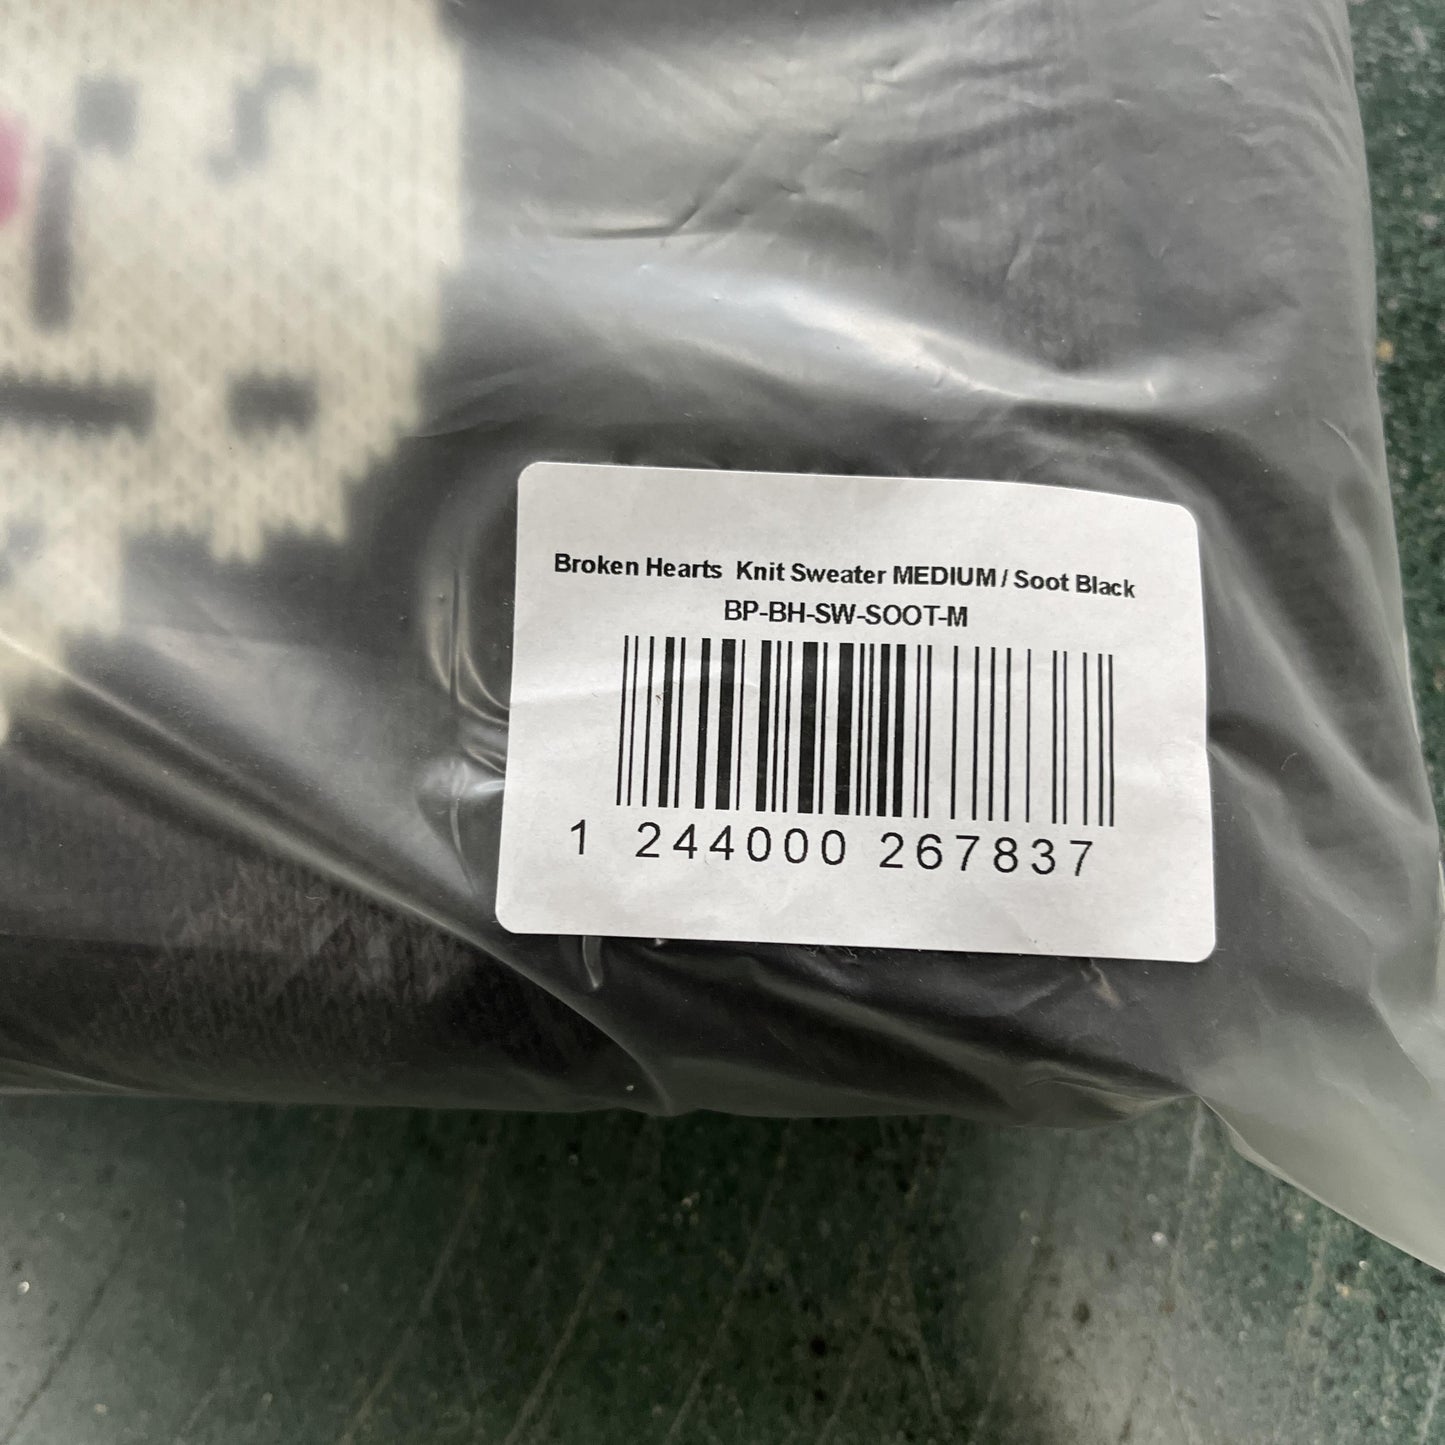 Broken Hearts  Knit Sweater MEDIUM / Soot Black
BP-BH-SW-SOOT-M
1 244000 267837